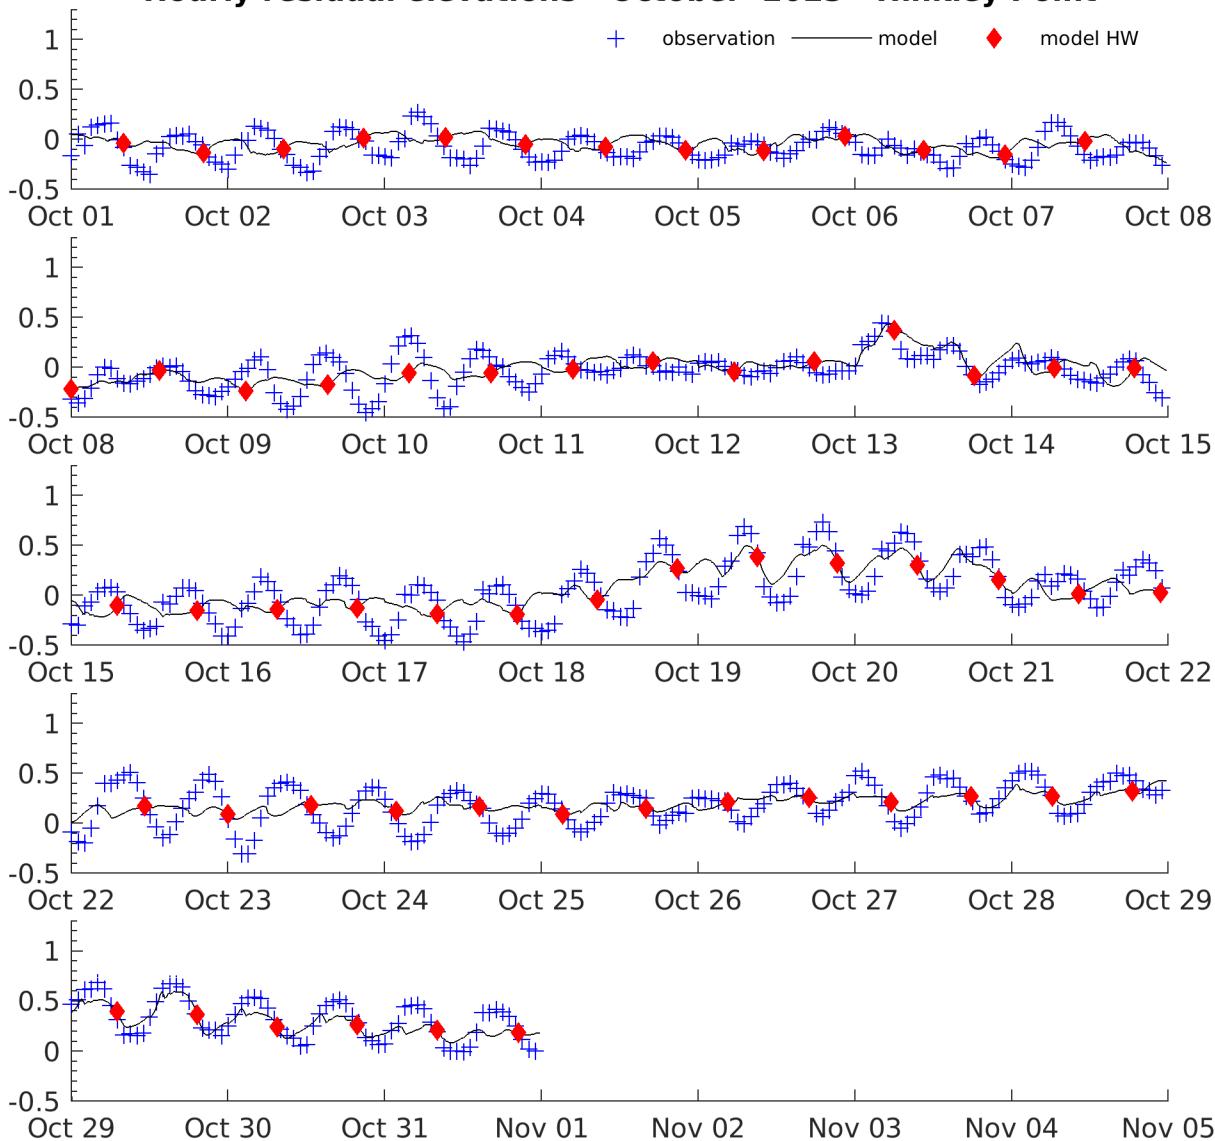 Hourly residual elevations October Hinkley Point
observation model model HW
1
0.5
0
-0.5
Oct 01 Oct 02 Oct 03 Oct 04 Oct 05 Oct 06 Oct 07 Oct 08
1
0.5
0
-0.5
Oct 08 Oct 09 Oct 10 Oct 11 Oct 12 Oct 13 Oct 14 Oct 15
1
0.5
0
-0.5
Oct 15 Oct 16 Oct 17 Oct 18 Oct 19 Oct 20 Oct 21 Oct 22
1
0.5
0
-0.5
Oct 22 Oct 23 Oct 24 Oct 25 Oct 26 Oct 27 Oct 28 Oct 29
1
0.5
0
-0.5
Oct 29 Oct 30 Oct 31 Nov 01 Nov 02 Nov 03 Nov 04 Nov 05